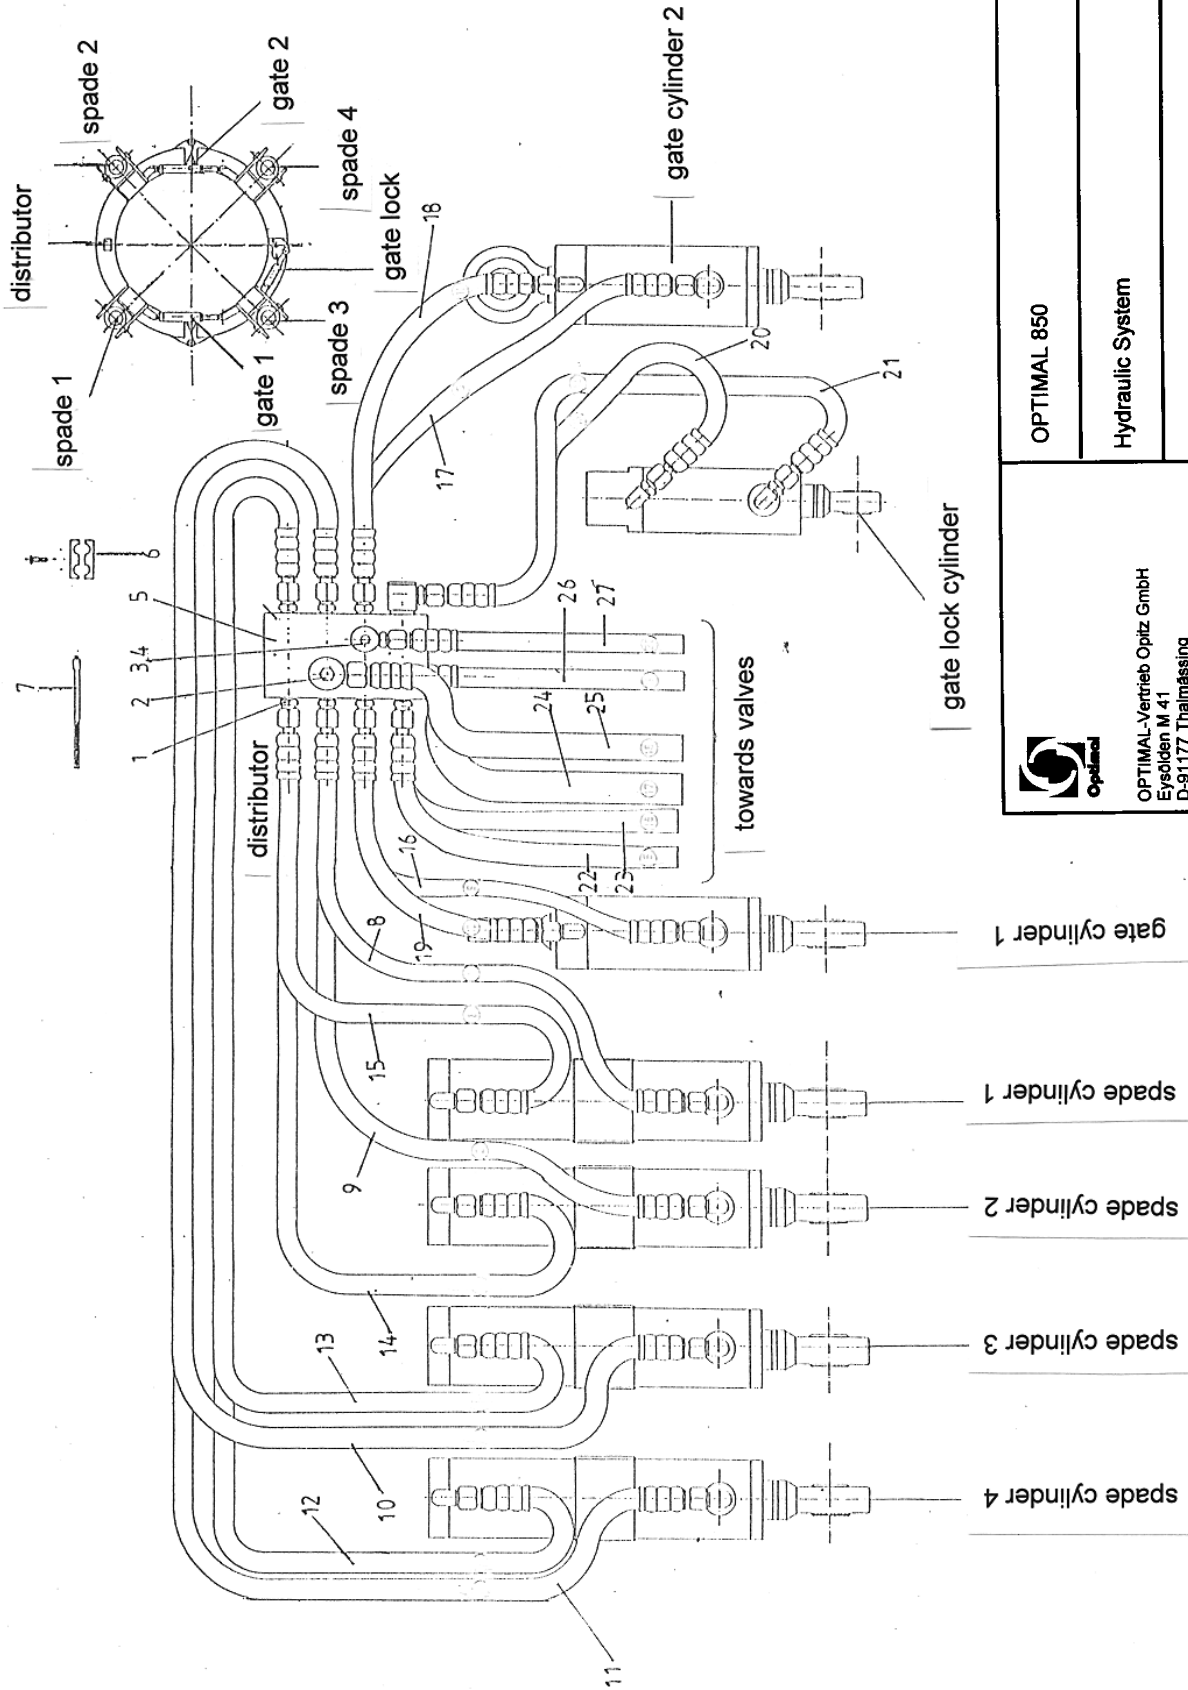 distributor
spade 2
gate 2
spade 4
gate lock
spade 1
gate 1
spade 3
18
gate cylinder 2
17
20
21
7
6
5
3,4
2
1
distributor
26
27
24
25
22
23
towards valves
gate lock cylinder
16
19
8
15
9
14
13
10
12
11
gate cylinder 1
spade cylinder 1
spade cylinder 2
spade cylinder 3
spade cylinder 4
OPTIMAL 850
Hydraulic System
Optimal
OPTIMAL-Vertrieb Opitz GmbH
Eysölden M 41
D-91177 Thalmässing